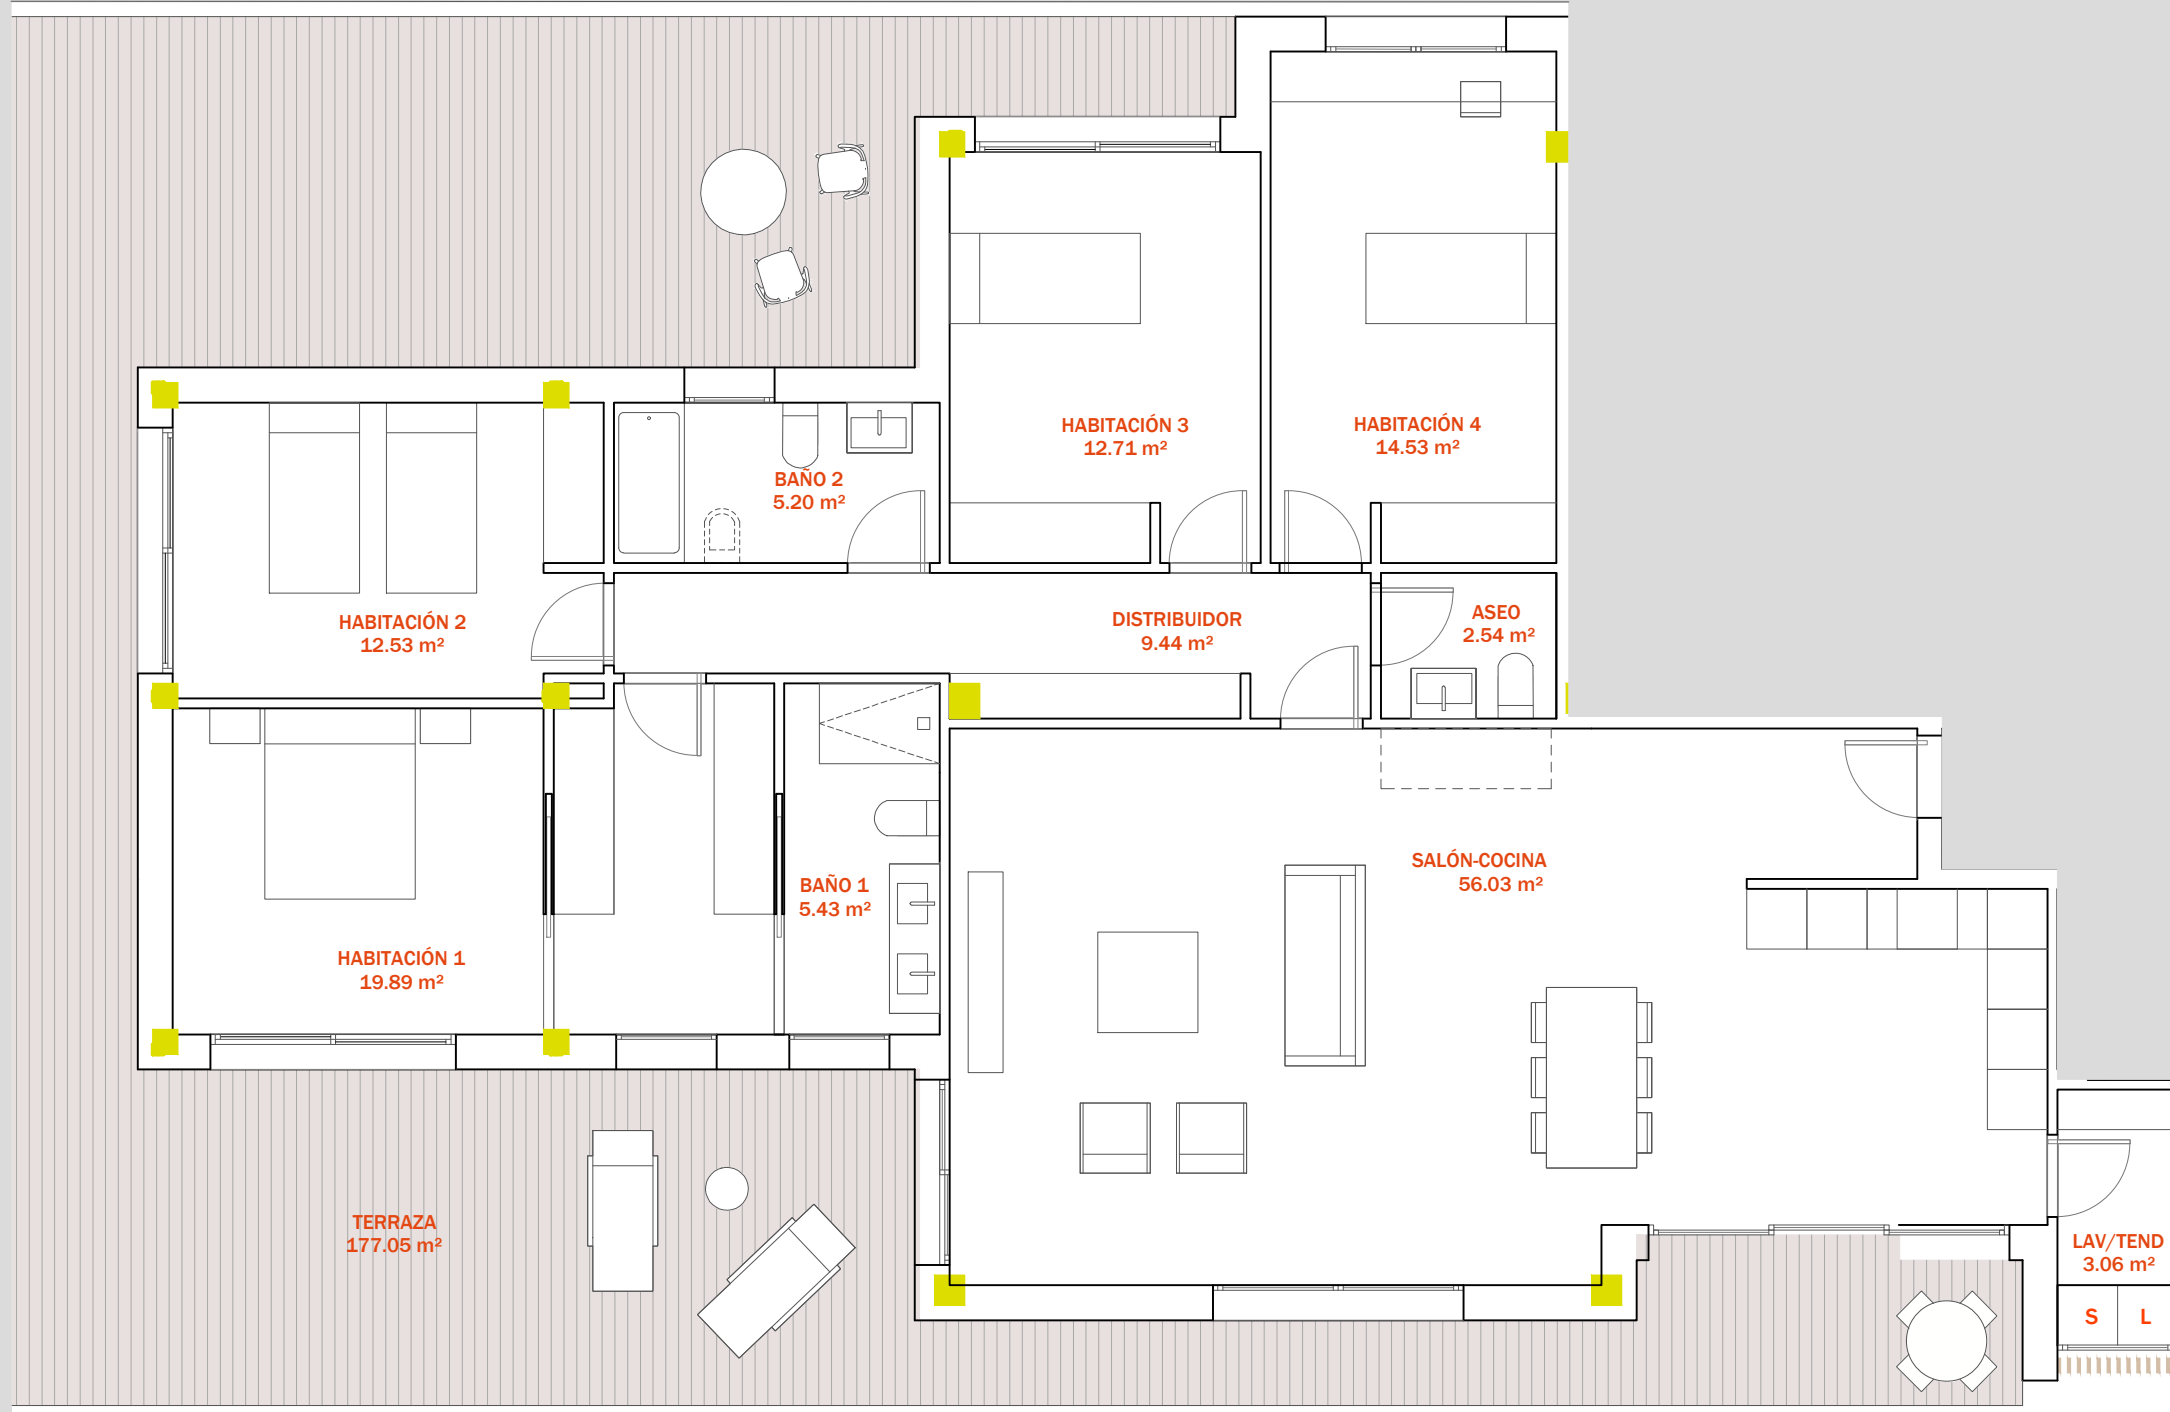 HABITACIÓN 3
12.71 m²
HABITACIÓN 4
14.53 m²
BAÑO 2
5.20 m²
HABITACIÓN 2
12.53 m²
DISTRIBUIDOR
9.44 m²
ASEO
2.54 m²
SALÓN-COCINA
56.03 m²
BAÑO 1
5.43 m²
HABITACIÓN 1
19.89 m²
TERRAZA
177.05 m²
LAV/TEND
3.06 m²
S L